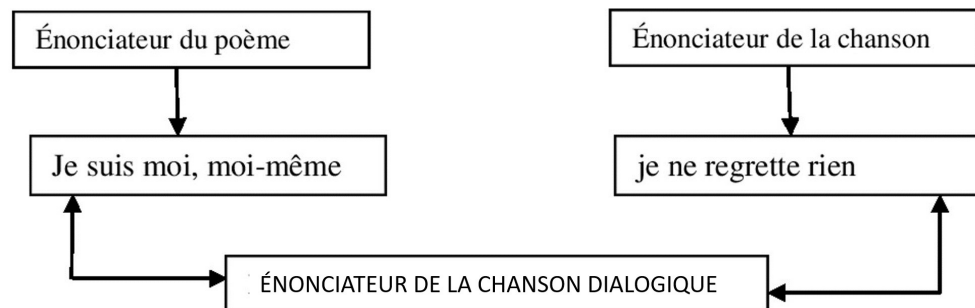 Énonciateur du poème
Énonciateur de la chanson
Je suis moi, moi-même
je ne regrette rien
ÉNONCIATEUR DE LA CHANSON DIALOGIQUE